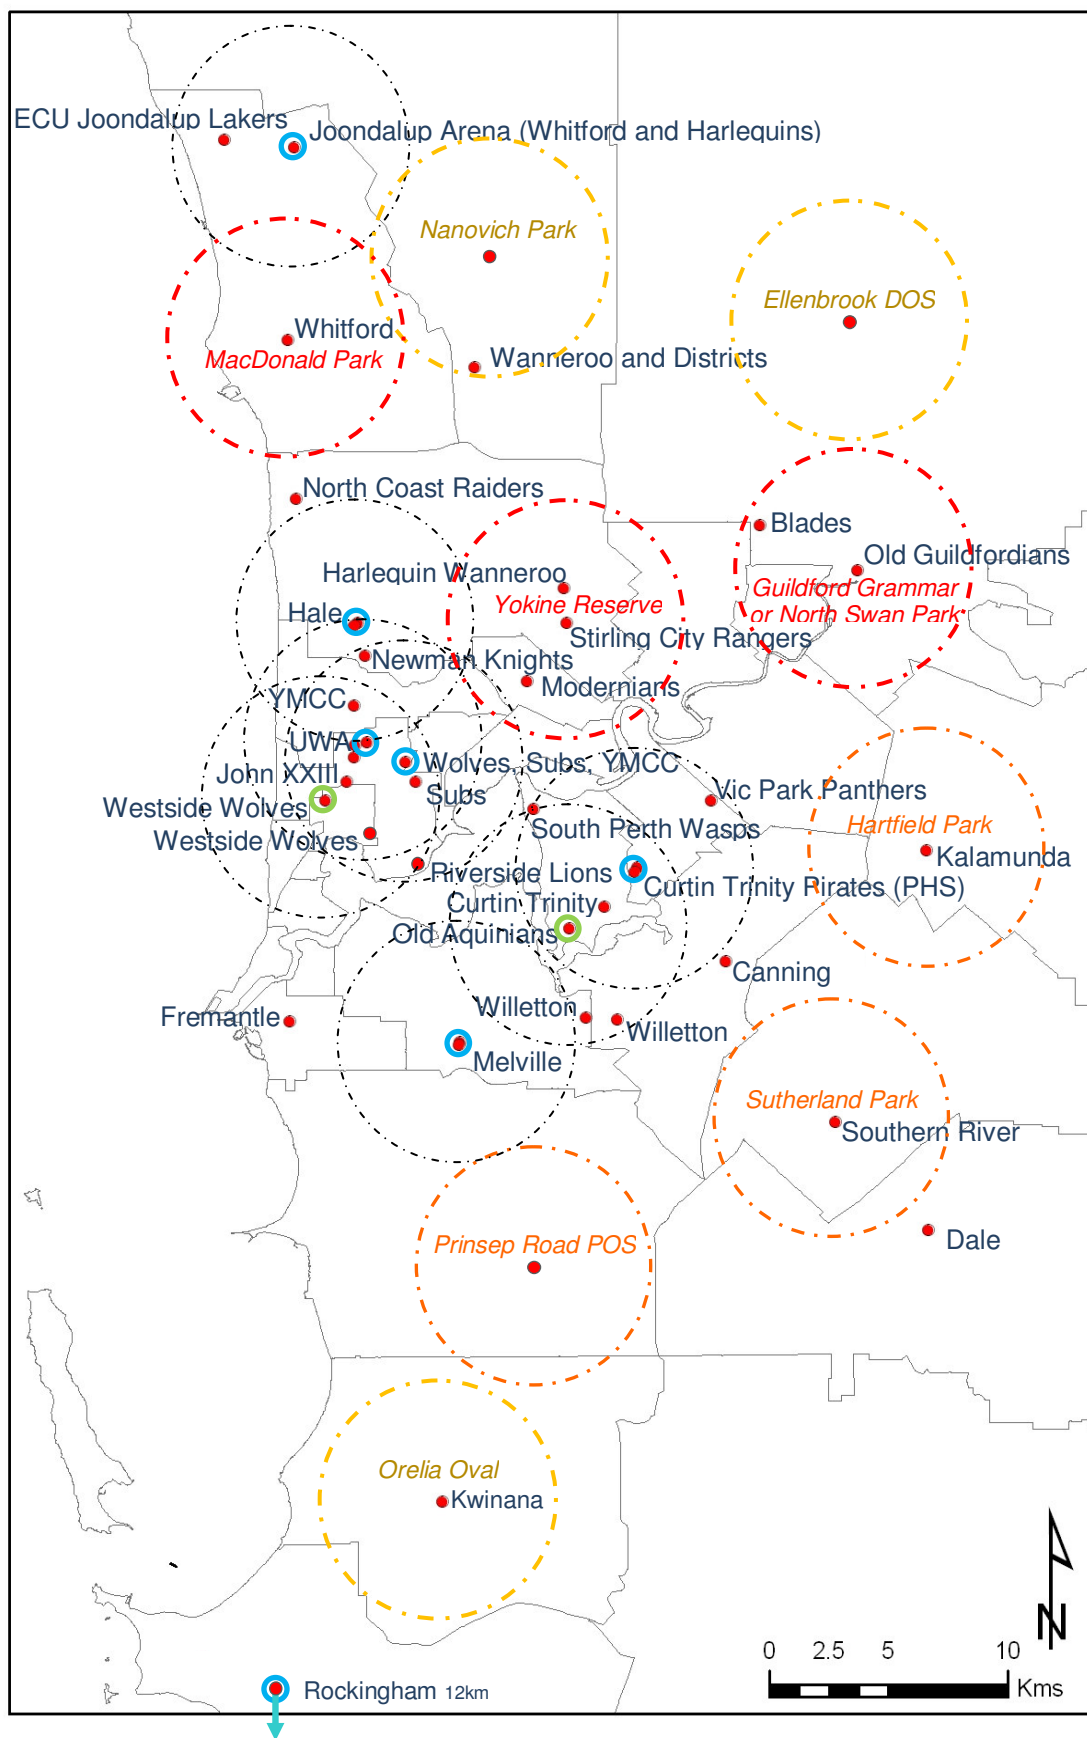 ECU Joondalup Lakers
Joondalup Arena (Whitford and Harlequins)
Nanovich Park
Ellenbrook DOS
Whitford
MacDonald Park
Wanneroo and Districts
North Coast Raiders
Blades
Old Guildfordians
Harlequin Wanneroo
Guildford Grammar
or North Swan Park
Yokine Reserve
Hale
Stirling City Rangers
Newman Knights
Modernians
YMCC
UWA
Wolves, Subs, YMCC
John XXIII
Subs
Vic Park Panthers
Westside Wolves
South Perth Wasps
Hartfield Park
Westside Wolves
Kalamunda
Riverside Lions
Curtin Trinity Pirates (PHS)
Curtin Trinity
Old Aquinians
Canning
Willetton
Fremantle
Willetton
Melville
Sutherland Park
Southern River
Dale
Prinsep Road POS
Orelia Oval
Kwinana
N
0 2.5 5 10
Kms
Rockingham 12km